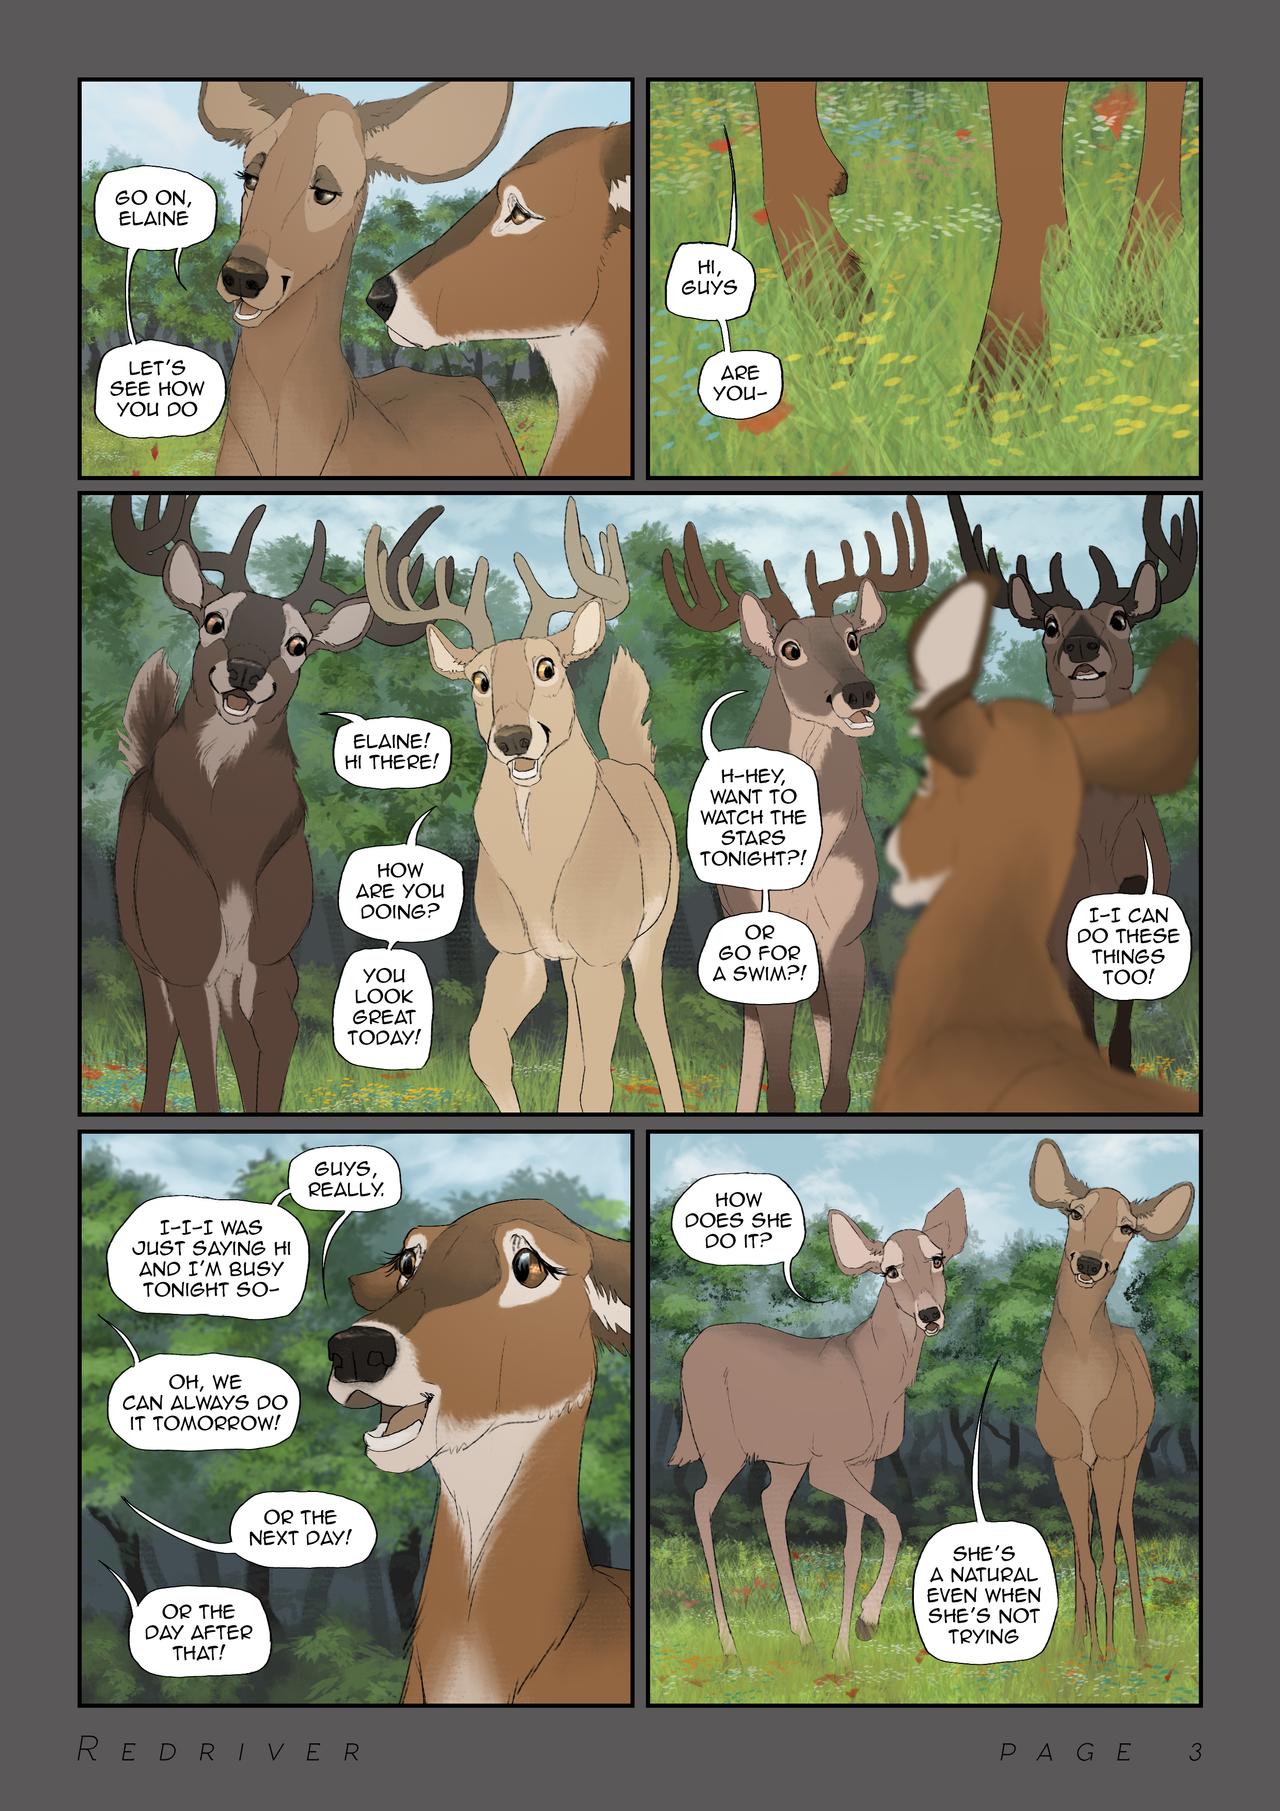 GO ON,
ELAINE
LET'S
SEE HOW
YOU DO
HI,
GUYS
ARE
YOU-
ELAINE!
HI THERE!
HOW
ARE YOU
DOING?
YOU
LOOK
GREAT
TODAY!
H-HEY,
WANT TO
WATCH THE
STARS
TONIGHT?!
OR
GO FOR
A SWIM?!
I-I CAN
DO THESE
THINGS
TOO!
GUYS,
REALLY.
I-I-I WAS
JUST SAYING HI
AND I'M BUSY
TONIGHT SO-
OH, WE
CAN ALWAYS DO
IT TOMORROW!
OR THE
NEXT DAY!
OR THE
DAY AFTER
THAT!
HOW
DOES SHE
DO IT?
SHE'S
A NATURAL
EVEN WHEN
SHE'S NOT
TRYING
REDRIVER
PAGE 3